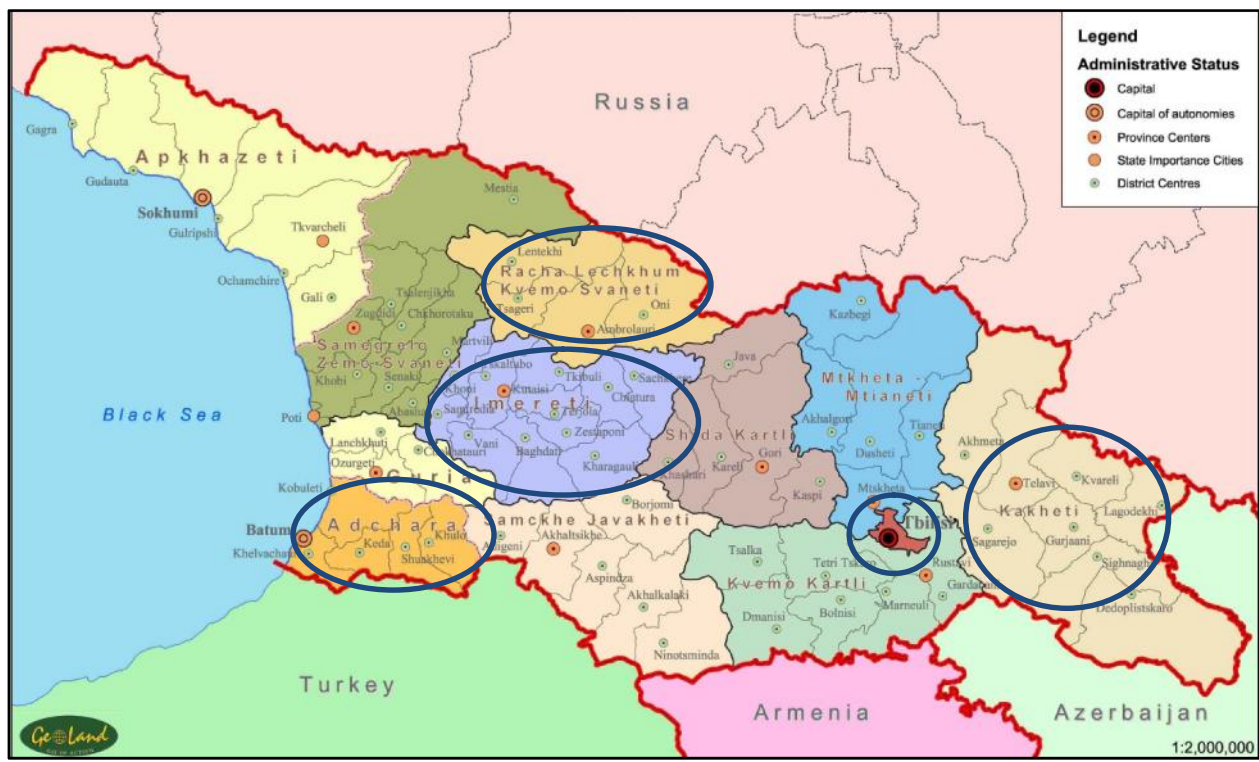 Legend
Administrative Status
Capital
Capital of autonomies
Province Centers
State Importance Cities
District Centres
Russia
Gagra
Apkhazeti
Gudauta
Sokhumi
Gulripshi
Tkvarcheli
Ochamchire
Gali
Mestia
Lentekhi
Racha Lechkhum
Kvemo Svaneti
Tsageri
Oni
Ambrolauri
Tsalenjikha
Zugdidi
Chkhorotsku
Martvili
Samegrelo
Zemo-Svaneti
Khobi
Senaki
Abasha
Poti
Khoni
Tskaltubo
Kutaisi
Tkibuli
Sachkhere
Chiatura
Imereti
Samtredia
Terjola
Vani
Zestaponi
Baghdati
Kharagauli
Java
Shida Kartli
Gori
Khashuri
Kareli
Kaspi
Kazbegi
Mtkheta -
Mtianeti
Akhalgori
Tianeti
Dusheti
Mtskheta
Tbilisi
Akhmeta
Telavi
Kvareli
Kakheti
Lagodekhi
Sagarejo
Gurjaani
Sighnaghi
Dedoplistskaro
Black Sea
Lanchkhuti
Chokhatauri
Ozurgeti
Guria
Kobuleti
Batumi
Adchara
Khelvachauri
Keda
Khulo
Shuakhevi
Borjomi
Samckhe Javakheti
Adigeni
Akhaltsikhe
Aspindza
Akhalkalaki
Ninotsminda
Tsalka
Tetri Tskaro
Rustavi
Kvemo Kartli
Gardabani
Marneuli
Bolnisi
Dmanisi
Turkey
Armenia
Azerbaijan
GeoLand
1:2,000,000